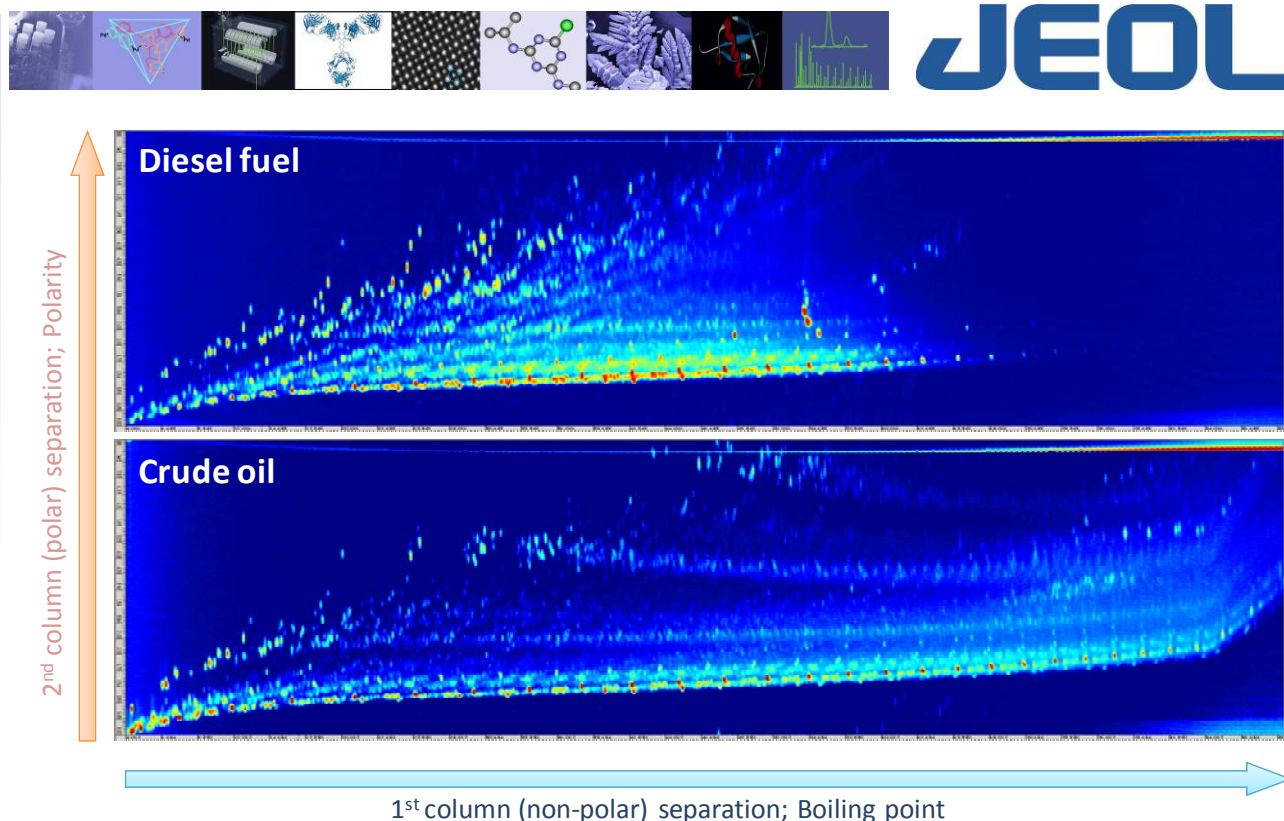 JEOL
Diesel fuel
Crude oil
2nd column (polar) separation; Polarity
1st column (non-polar) separation; Boiling point